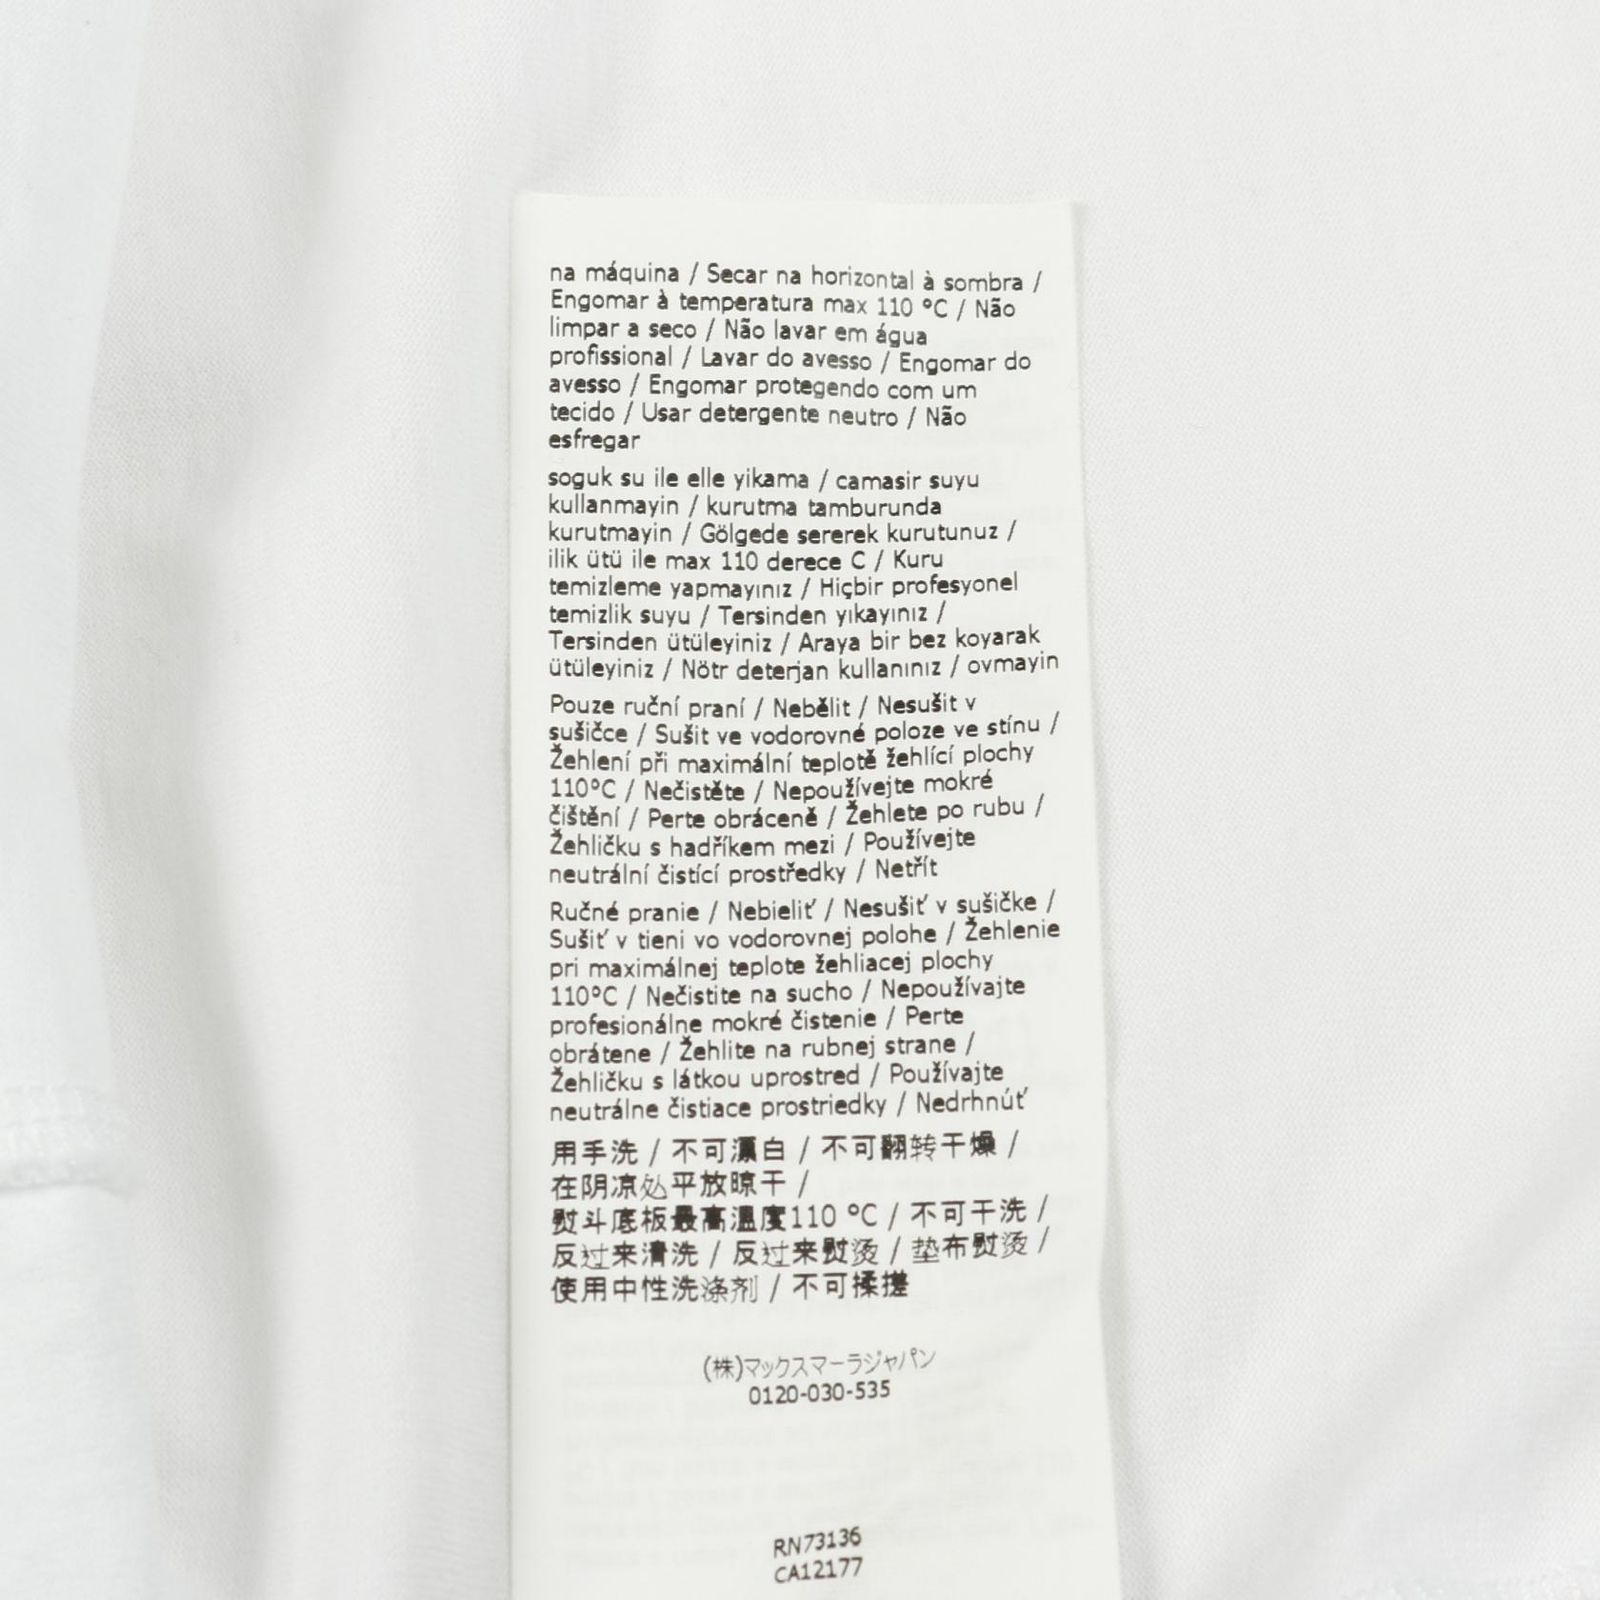 na máquina / Secar na horizontal à sombra /
Engomar à temperatura max 110 °C / Não
limpar a seco / Não lavar em água
profissional / Lavar do avesso / Engomar do
avesso / Engomar protegendo com um
tecido / Usar detergente neutro / Não
esfregar
soguk su ile elle yikama / camasir suyu
kullanmayin / kurutma tamburunda
kurutmayin / Gölgede sererek kurutunuz /
ilik ütü ile max 110 derece C / Kuru
temizleme yapmayınız / Hiçbir profesyonel
temizlik suyu / Tersinden yıkayınız /
Tersinden ütüleyiniz / Araya bir bez koyarak
ütüleyiniz / Nötr deterjan kullanınız / ovmayin
Pouze ruční praní / Nebělit / Nesušit v
sušičce / Sušit ve vodorovné poloze ve stínu /
Žehlení při maximální teplotě žehlící plochy
110°C / Nečistěte / Nepoužívejte mokré
čištění / Perte obráceně / Žehlete po rubu /
Žehličku s hadříkem mezi / Používejte
neutrální čistící prostředky / Netřít
Ručné pranie / Nebieliť / Nesušiť v sušičke /
Sušiť v tieni vo vodorovnej polohe / Žehlenie
pri maximálnej teplote žehliacej plochy
110°C / Nečistite na sucho / Nepoužívajte
profesionálne mokré čistenie / Perte
obrátene / Žehlite na rubnej strane /
Žehličku s látkou uprostred / Používajte
neutrálne čistiace prostriedky / Nedrhnúť
用手洗 / 不可漂白 / 不可翻转干燥 /
在阴凉处平放晾干 /
熨斗底板最高温度110 °C / 不可干洗 /
反过来清洗 / 反过来熨烫 / 垫布熨烫 /
使用中性洗涤剂 / 不可揉搓
(株)マックスマーラジャパン
0120-030-535
RN73136
CA12177